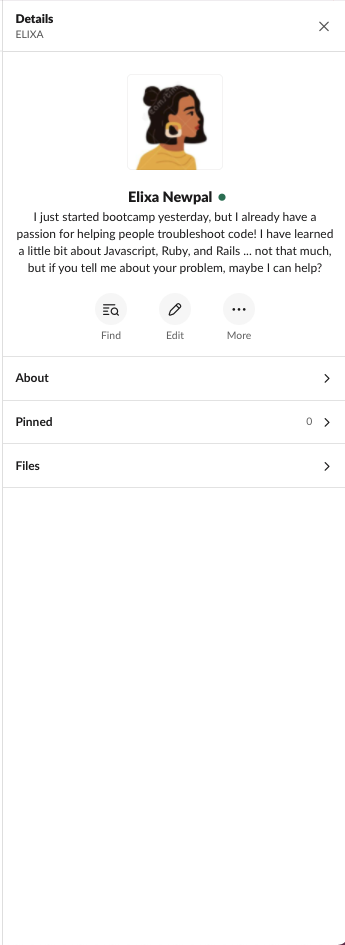 Details
ELIXA
Elixa Newpal
I just started bootcamp yesterday, but I already have a
passion for helping people troubleshoot code! I have learned
a little bit about Javascript, Ruby, and Rails ... not that much,
but if you tell me about your problem, maybe I can help?
Find Edit More
About
Pinned 0
Files